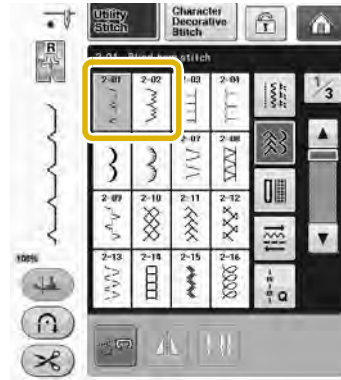 Utility Stitch
Character Decorative Stitch
R
2-01 Blind hem stitch
1/3
2-01 2-02 2-03 2-04
2-07 2-08
2-09 2-10 2-11 2-12
100%
2-13 2-14 2-15 2-16
Q